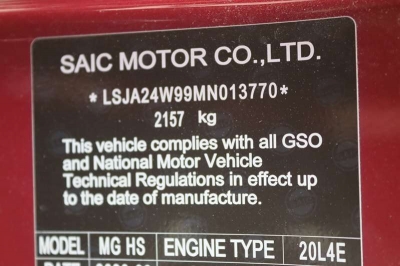 SAIC MOTOR CO.,LTD.
*LSJA24W99MN013770*
2157 kg
This vehicle complies with all GSO
and National Motor Vehicle
Technical Regulations in effect up
to the date of manufacture.
MODEL MG HS ENGINE TYPE 20L4E